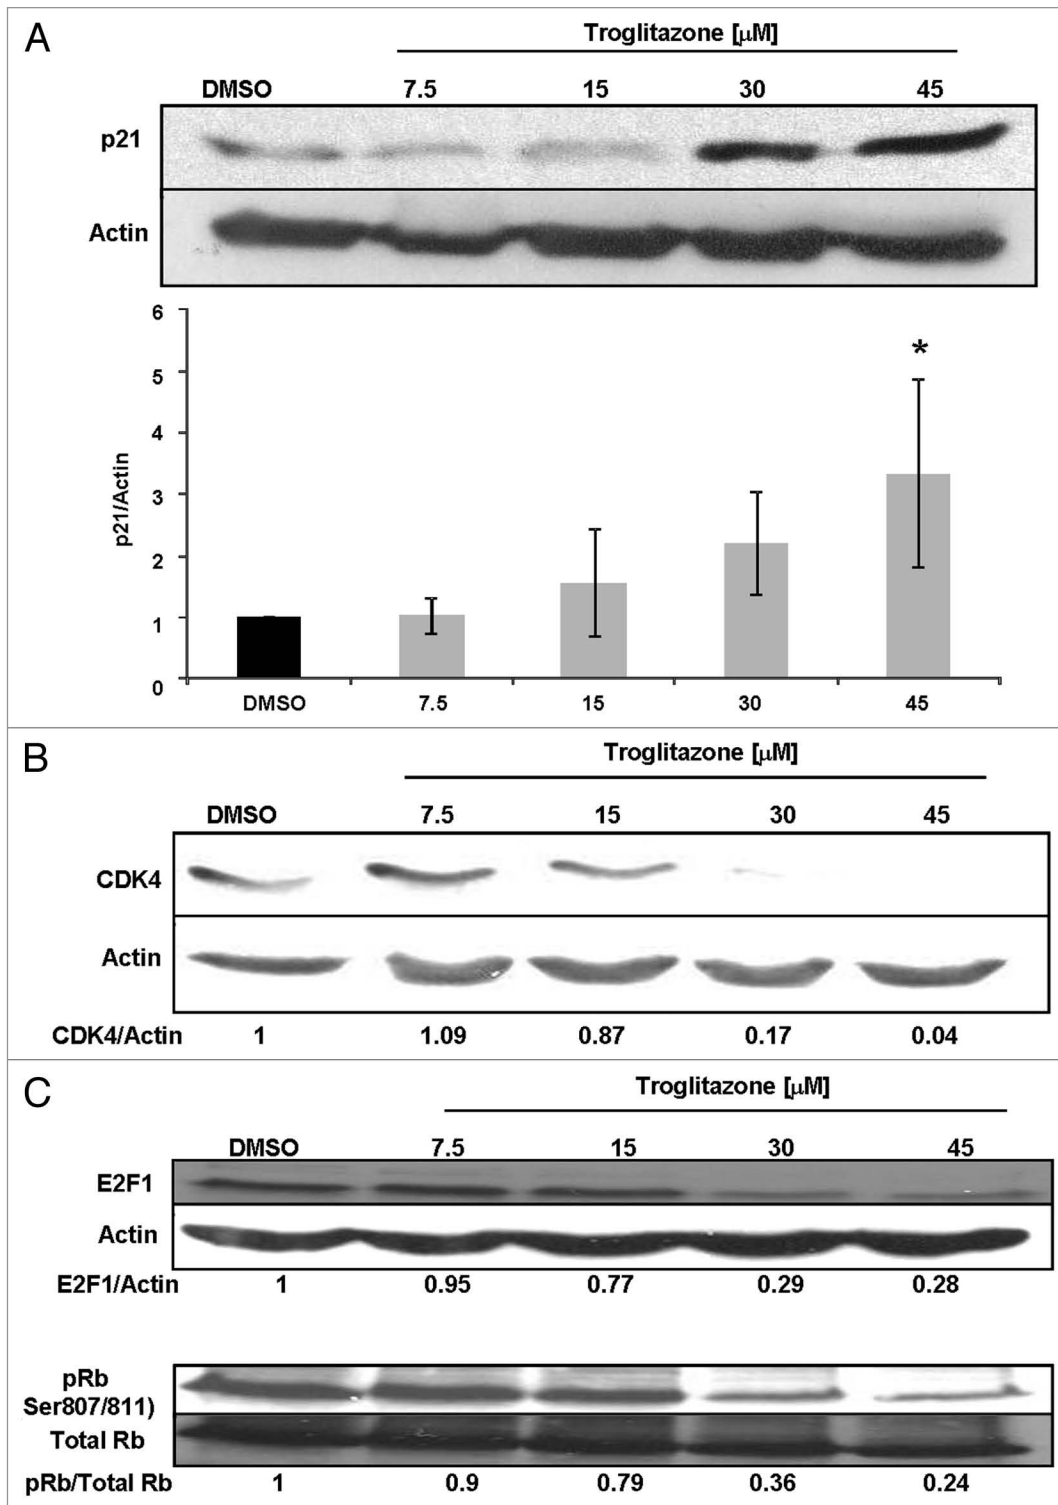 A
Troglitazone [μM]
DMSO 7.5 15 30 45
p21
Actin
6
5
*
4
3
p21/Actin
2
1
0
DMSO 7.5 15 30 45
B
Troglitazone [μM]
DMSO 7.5 15 30 45
CDK4
Actin
CDK4/Actin 1 1.09 0.87 0.17 0.04
C
Troglitazone [μM]
DMSO 7.5 15 30 45
E2F1
Actin
E2F1/Actin 1 0.95 0.77 0.29 0.28
pRb
Ser807/811)
Total Rb
pRb/Total Rb 1 0.9 0.79 0.36 0.24